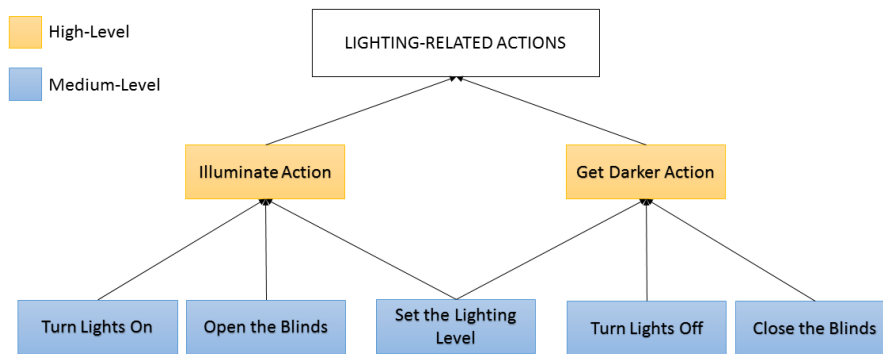 High-Level
LIGHTING-RELATED ACTIONS
Medium-Level
Illuminate Action
Get Darker Action
Turn Lights On
Open the Blinds
Set the Lighting
Level
Turn Lights Off
Close the Blinds